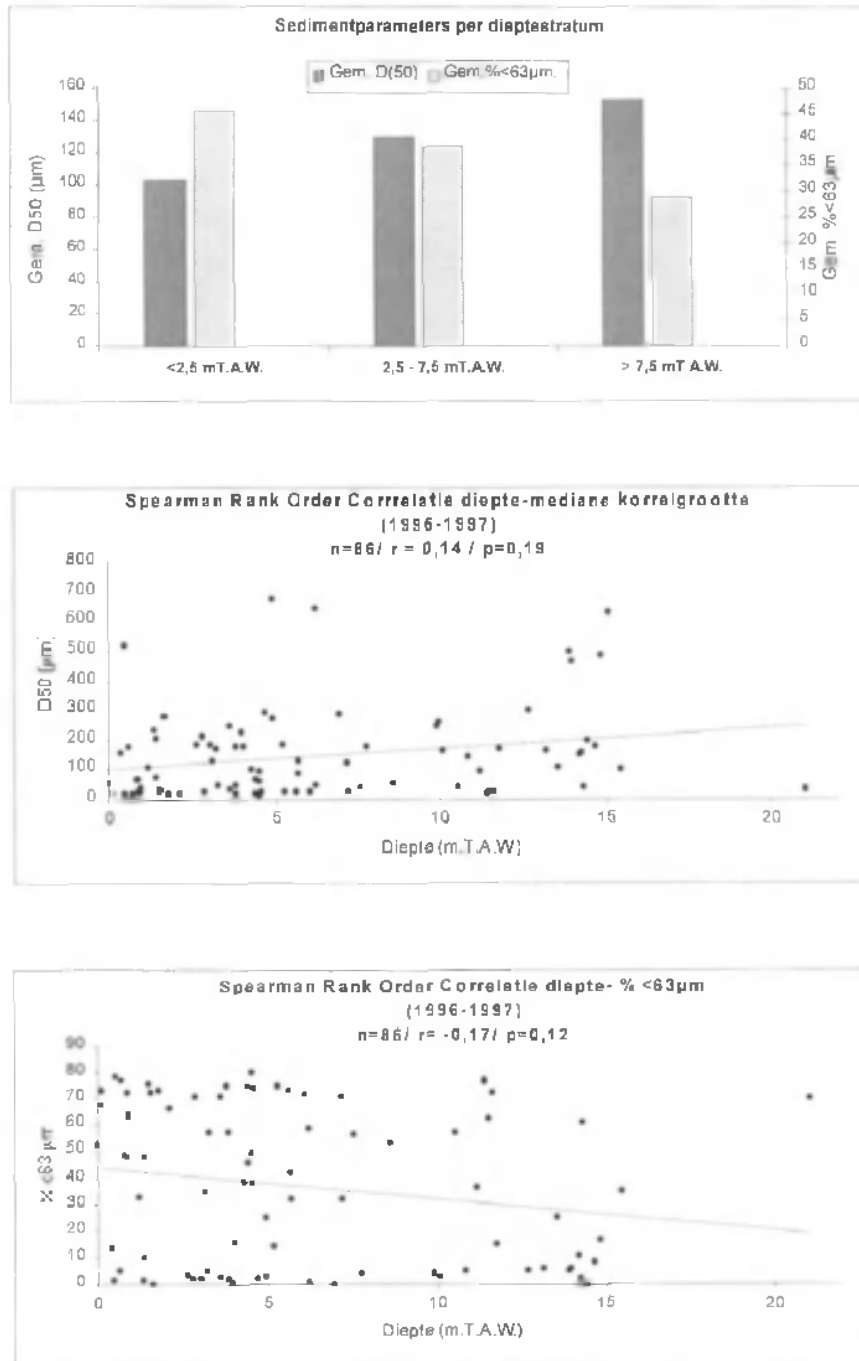 Sedimentparameters per dieptestratum
Gem. D(50) Gem.%<63µm.
Gem. D50 (µm)
160
140
120
100
80
60
40
20
0
50
45
40
35
30
25
20
15
10
5
0
Gem %<63µm
<2,5 mT.A.W. 2,5 - 7,5 mT.A.W. > 7,5 mT A.W.
Spearman Rank Order Corrrelatie diepte-mediane korrelgrootte
(1996-1997)
n=86/ r = 0,14 / p=0,19
D50 (µm)
800
700
600
500
400
300
200
100
0
0 5 10 15 20
Diepte (m.T.A.W)
Spearman Rank Order Correlatie diepte- % <63µm
(1996-1997)
n=86/ r= -0,17/ p=0,12
% <63 µm
90
80
70
60
50
40
30
20
10
0
0 5 10 15 20
Diepte (m.T.A.W.)